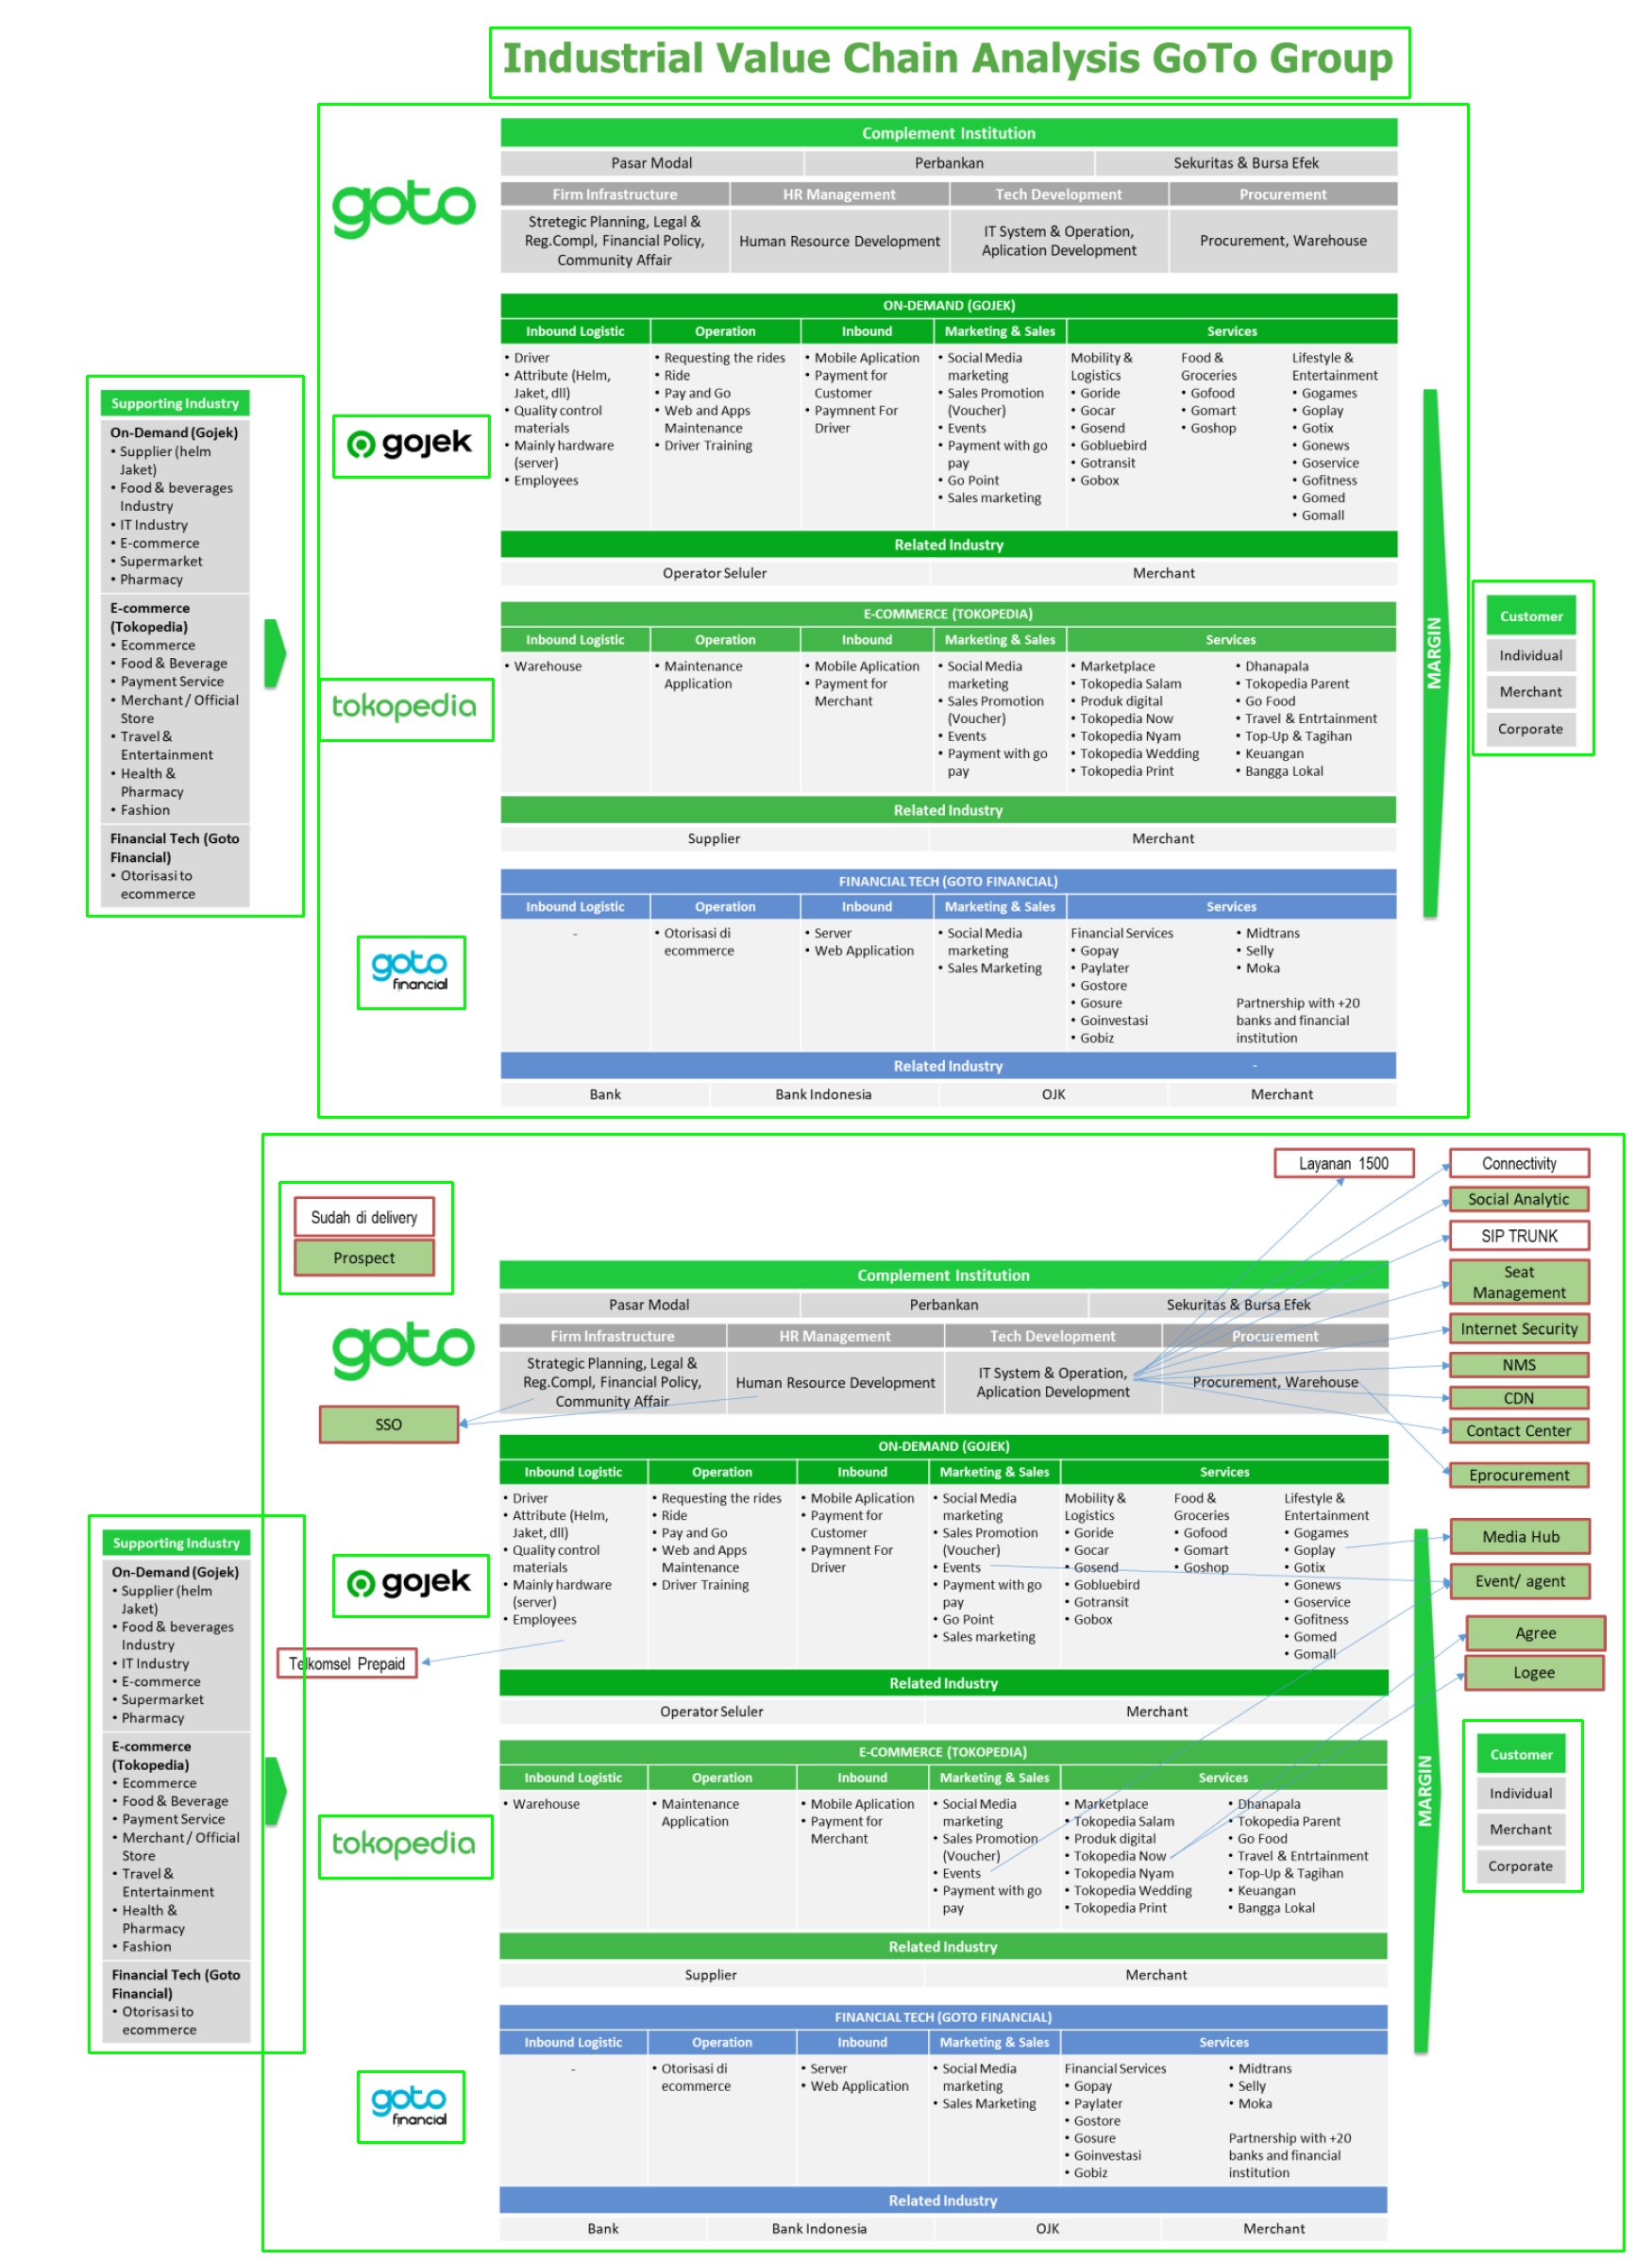 Industrial Value Chain Analysis GoTo Group
Complement Institution
Pasar Modal
Perbankan
Sekuritas & Bursa Efek
goto
Firm Infrastructure
HR Management
Tech Development
Procurement
Stretegic Planning, Legal &
Reg.Compl, Financial Policy,
Community Affair
Human Resource Development
IT System & Operation,
Aplication Development
Procurement, Warehouse
Supporting Industry
On-Demand (Gojek)
• Supplier (helm
Jaket)
• Food & beverages
Industry
• IT Industry
• E-commerce
• Supermarket
• Pharmacy
E-commerce
(Tokopedia)
• Ecommerce
• Food & Beverage
• Payment Service
• Merchant / Official
Store
• Travel &
Entertainment
• Health &
Pharmacy
• Fashion
Financial Tech (Goto
Financial)
• Otorisasi to
ecommerce
gojek
ON-DEMAND (GOJEK)
Inbound Logistic
Operation
Inbound
Marketing & Sales
Services
• Driver
• Attribute (Helm,
Jaket, dll)
• Quality control
materials
• Mainly hardware
(server)
• Employees
• Requesting the rides
• Ride
• Pay and Go
• Web and Apps
Maintenance
• Driver Training
• Mobile Aplication
• Payment for
Customer
• Paymnent For
Driver
• Social Media
marketing
• Sales Promotion
(Voucher)
• Events
• Payment with go
pay
• Go Point
• Sales marketing
Mobility &
Logistics
• Goride
• Gocar
• Gosend
• Gobluebird
• Gotransit
• Gobox
Food &
Groceries
• Gofood
• Gomart
• Goshop
Lifestyle &
Entertainment
• Gogames
• Goplay
• Gotix
• Gonews
• Goservice
• Gofitness
• Gomed
• Gomall
Related Industry
Operator Seluler
Merchant
tokopedia
E-COMMERCE (TOKOPEDIA)
Inbound Logistic
Operation
Inbound
Marketing & Sales
Services
• Warehouse
• Maintenance
Application
• Mobile Aplication
• Payment for
Merchant
• Social Media
marketing
• Sales Promotion
(Voucher)
• Events
• Payment with go
pay
• Marketplace
• Tokopedia Salam
• Produk digital
• Tokopedia Now
• Tokopedia Nyam
• Tokopedia Wedding
• Tokopedia Print
• Dhanapala
• Tokopedia Parent
• Go Food
• Travel & Entrtainment
• Top-Up & Tagihan
• Keuangan
• Bangga Lokal
Related Industry
Supplier
Merchant
goto
financial
FINANCIAL TECH (GOTO FINANCIAL)
Inbound Logistic
Operation
Inbound
Marketing & Sales
Services
-
• Otorisasi di
ecommerce
• Server
• Web Application
• Social Media
marketing
• Sales Marketing
Financial Services
• Gopay
• Paylater
• Gostore
• Gosure
• Goinvestasi
• Gobiz
• Midtrans
• Selly
• Moka
Partnership with +20
banks and financial
institution
Related Industry
-
Bank
Bank Indonesia
OJK
Merchant
MARGIN
Customer
Individual
Merchant
Corporate
Sudah di delivery
Prospect
Layanan 1500
Connectivity
Social Analytic
SIP TRUNK
Seat
Management
Internet Security
NMS
CDN
Contact Center
Eprocurement
Complement Institution
Pasar Modal
Perbankan
Sekuritas & Bursa Efek
goto
Firm Infrastructure
HR Management
Tech Development
Procurement
Strategic Planning, Legal &
Reg.Compl, Financial Policy,
Community Affair
Human Resource Development
IT System & Operation,
Aplication Development
Procurement, Warehouse
SSO
Supporting Industry
On-Demand (Gojek)
• Supplier (helm
Jaket)
• Food & beverages
Industry
• IT Industry
• E-commerce
• Supermarket
• Pharmacy
E-commerce
(Tokopedia)
• Ecommerce
• Food & Beverage
• Payment Service
• Merchant / Official
Store
• Travel &
Entertainment
• Health &
Pharmacy
• Fashion
Financial Tech (Goto
Financial)
• Otorisasi to
ecommerce
gojek
Telkomsel Prepaid
ON-DEMAND (GOJEK)
Inbound Logistic
Operation
Inbound
Marketing & Sales
Services
• Driver
• Attribute (Helm,
Jaket, dll)
• Quality control
materials
• Mainly hardware
(server)
• Employees
• Requesting the rides
• Ride
• Pay and Go
• Web and Apps
Maintenance
• Driver Training
• Mobile Aplication
• Payment for
Customer
• Paymnent For
Driver
• Social Media
marketing
• Sales Promotion
(Voucher)
• Events
• Payment with go
pay
• Go Point
• Sales marketing
Mobility &
Logistics
• Goride
• Gocar
• Gosend
• Gobluebird
• Gotransit
• Gobox
Food &
Groceries
• Gofood
• Gomart
• Goshop
Lifestyle &
Entertainment
• Gogames
• Goplay
• Gotix
• Gonews
• Goservice
• Gofitness
• Gomed
• Gomall
Media Hub
Event/ agent
Agree
Logee
Related Industry
Operator Seluler
Merchant
tokopedia
E-COMMERCE (TOKOPEDIA)
Inbound Logistic
Operation
Inbound
Marketing & Sales
Services
• Warehouse
• Maintenance
Application
• Mobile Aplication
• Payment for
Merchant
• Social Media
marketing
• Sales Promotion
(Voucher)
• Events
• Payment with go
pay
• Marketplace
• Tokopedia Salam
• Produk digital
• Tokopedia Now
• Tokopedia Nyam
• Tokopedia Wedding
• Tokopedia Print
• Dhanapala
• Tokopedia Parent
• Go Food
• Travel & Entrtainment
• Top-Up & Tagihan
• Keuangan
• Bangga Lokal
Related Industry
Supplier
Merchant
MARGIN
Customer
Individual
Merchant
Corporate
goto
financial
FINANCIAL TECH (GOTO FINANCIAL)
Inbound Logistic
Operation
Inbound
Marketing & Sales
Services
-
• Otorisasi di
ecommerce
• Server
• Web Application
• Social Media
marketing
• Sales Marketing
Financial Services
• Gopay
• Paylater
• Gostore
• Gosure
• Goinvestasi
• Gobiz
• Midtrans
• Selly
• Moka
Partnership with +20
banks and financial
institution
Related Industry
Bank
Bank Indonesia
OJK
Merchant